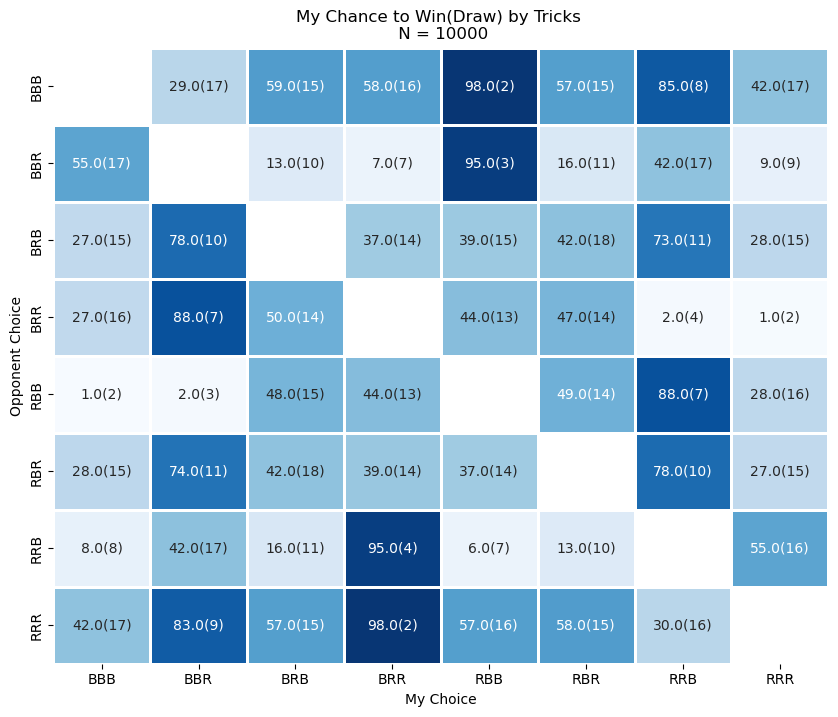 My Chance to Win(Draw) by Tricks
N = 10000
Opponent Choice
BBB 29.0(17) 59.0(15) 58.0(16) 98.0(2) 57.0(15) 85.0(8) 42.0(17)
BBR 55.0(17) 13.0(10) 7.0(7) 95.0(3) 16.0(11) 42.0(17) 9.0(9)
BRB 27.0(15) 78.0(10) 37.0(14) 39.0(15) 42.0(18) 73.0(11) 28.0(15)
BRR 27.0(16) 88.0(7) 50.0(14) 44.0(13) 47.0(14) 2.0(4) 1.0(2)
RBB 1.0(2) 2.0(3) 48.0(15) 44.0(13) 49.0(14) 88.0(7) 28.0(16)
RBR 28.0(15) 74.0(11) 42.0(18) 39.0(14) 37.0(14) 78.0(10) 27.0(15)
RRB 8.0(8) 42.0(17) 16.0(11) 95.0(4) 6.0(7) 13.0(10) 55.0(16)
RRR 42.0(17) 83.0(9) 57.0(15) 98.0(2) 57.0(16) 58.0(15) 30.0(16)
BBB BBR BRB BRR RBB RBR RRB RRR
My Choice